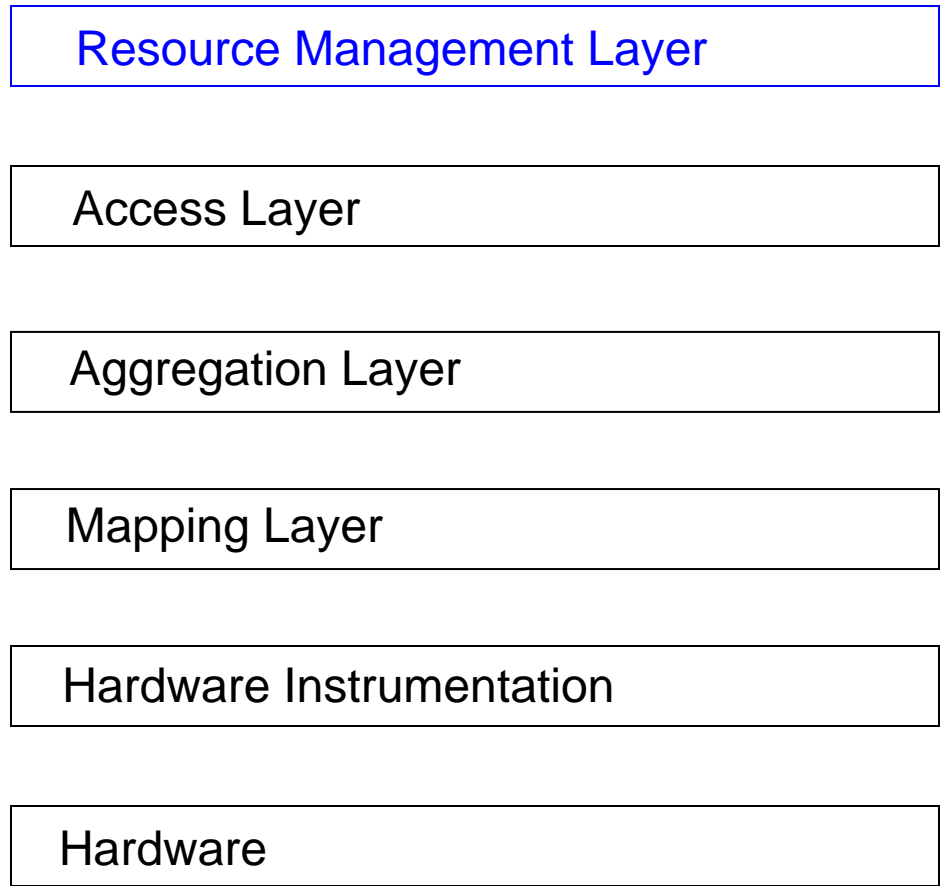 Resource Management Layer
Access Layer
Aggregation Layer
Mapping Layer
Hardware Instrumentation
Hardware